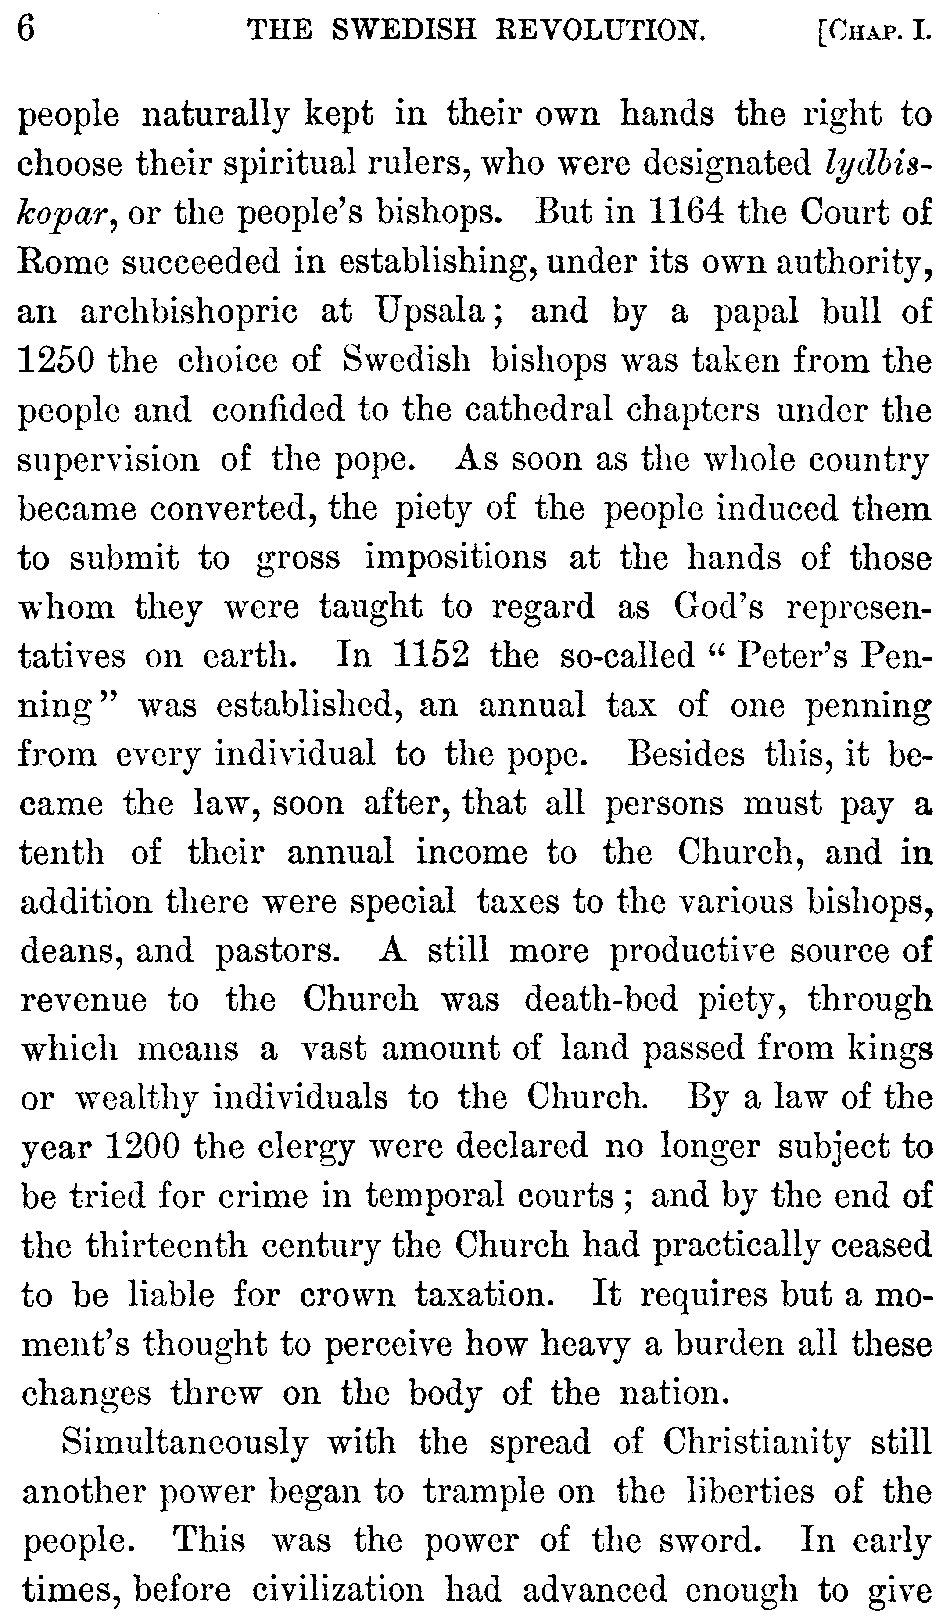 6 THE SWEDISH REVOLUTION. [CHAP. I.
people naturally kept in their own hands the right to
choose their spiritual rulers, who were designated lydbis-
kopar, or the people's bishops. But in 1164 the Court of
Rome succeeded in establishing, under its own authority,
an archbishopric at Upsala; and by a papal bull of
1250 the choice of Swedish bishops was taken from the
people and confided to the cathedral chapters under the
supervision of the pope. As soon as the whole country
became converted, the piety of the people induced them
to submit to gross impositions at the hands of those
whom they were taught to regard as God's represen-
tatives on earth. In 1152 the so-called “Peter's Pen-
ning” was established, an annual tax of one penning
from every individual to the pope. Besides this, it be-
came the law, soon after, that all persons must pay a
tenth of their annual income to the Church, and in
addition there were special taxes to the various bishops,
deans, and pastors. A still more productive source of
revenue to the Church was death-bed piety, through
which means a vast amount of land passed from kings
or wealthy individuals to the Church. By a law of the
year 1200 the clergy were declared no longer subject to
be tried for crime in temporal courts; and by the end of
the thirteenth century the Church had practically ceased
to be liable for crown taxation. It requires but a mo-
ment's thought to perceive how heavy a burden all these
changes threw on the body of the nation.
Simultaneously with the spread of Christianity still
another power began to trample on the liberties of the
people. This was the power of the sword. In early
times, before civilization had advanced enough to give